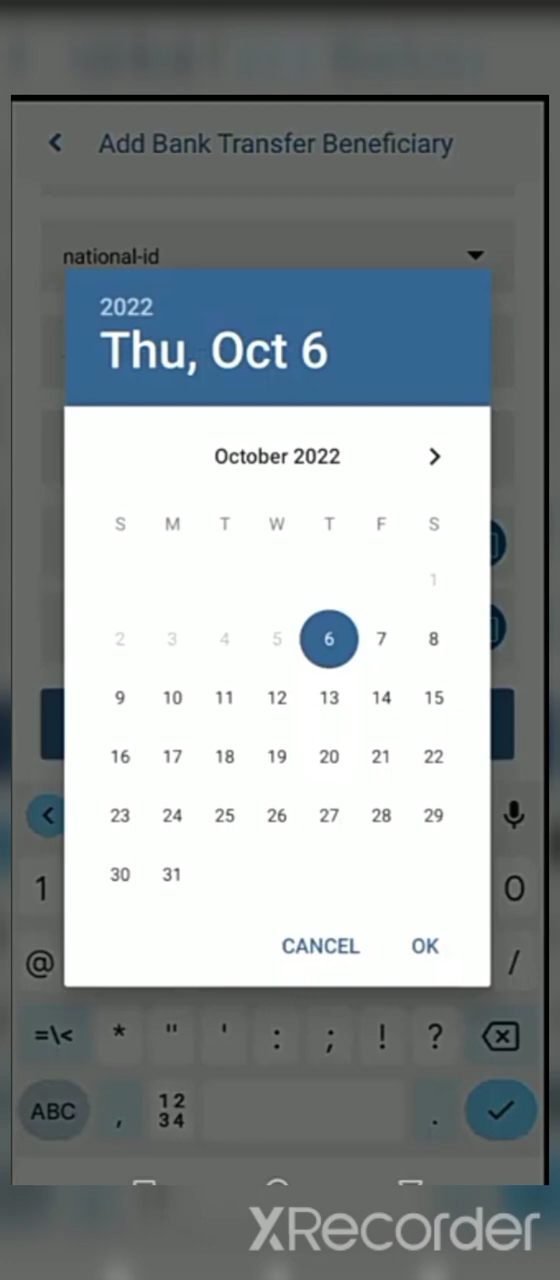 Add Bank Transfer Beneficiary
national-id
2022
Thu, Oct 6
October 2022
S M T W T F S
1
2 3 4 5 6 7 8
9 10 11 12 13 14 15
16 17 18 19 20 21 22
23 24 25 26 27 28 29
30 31
1 0
CANCEL OK
@ /
=\< * " ' : ; ! ?
ABC , 12 34 .
XRecorder